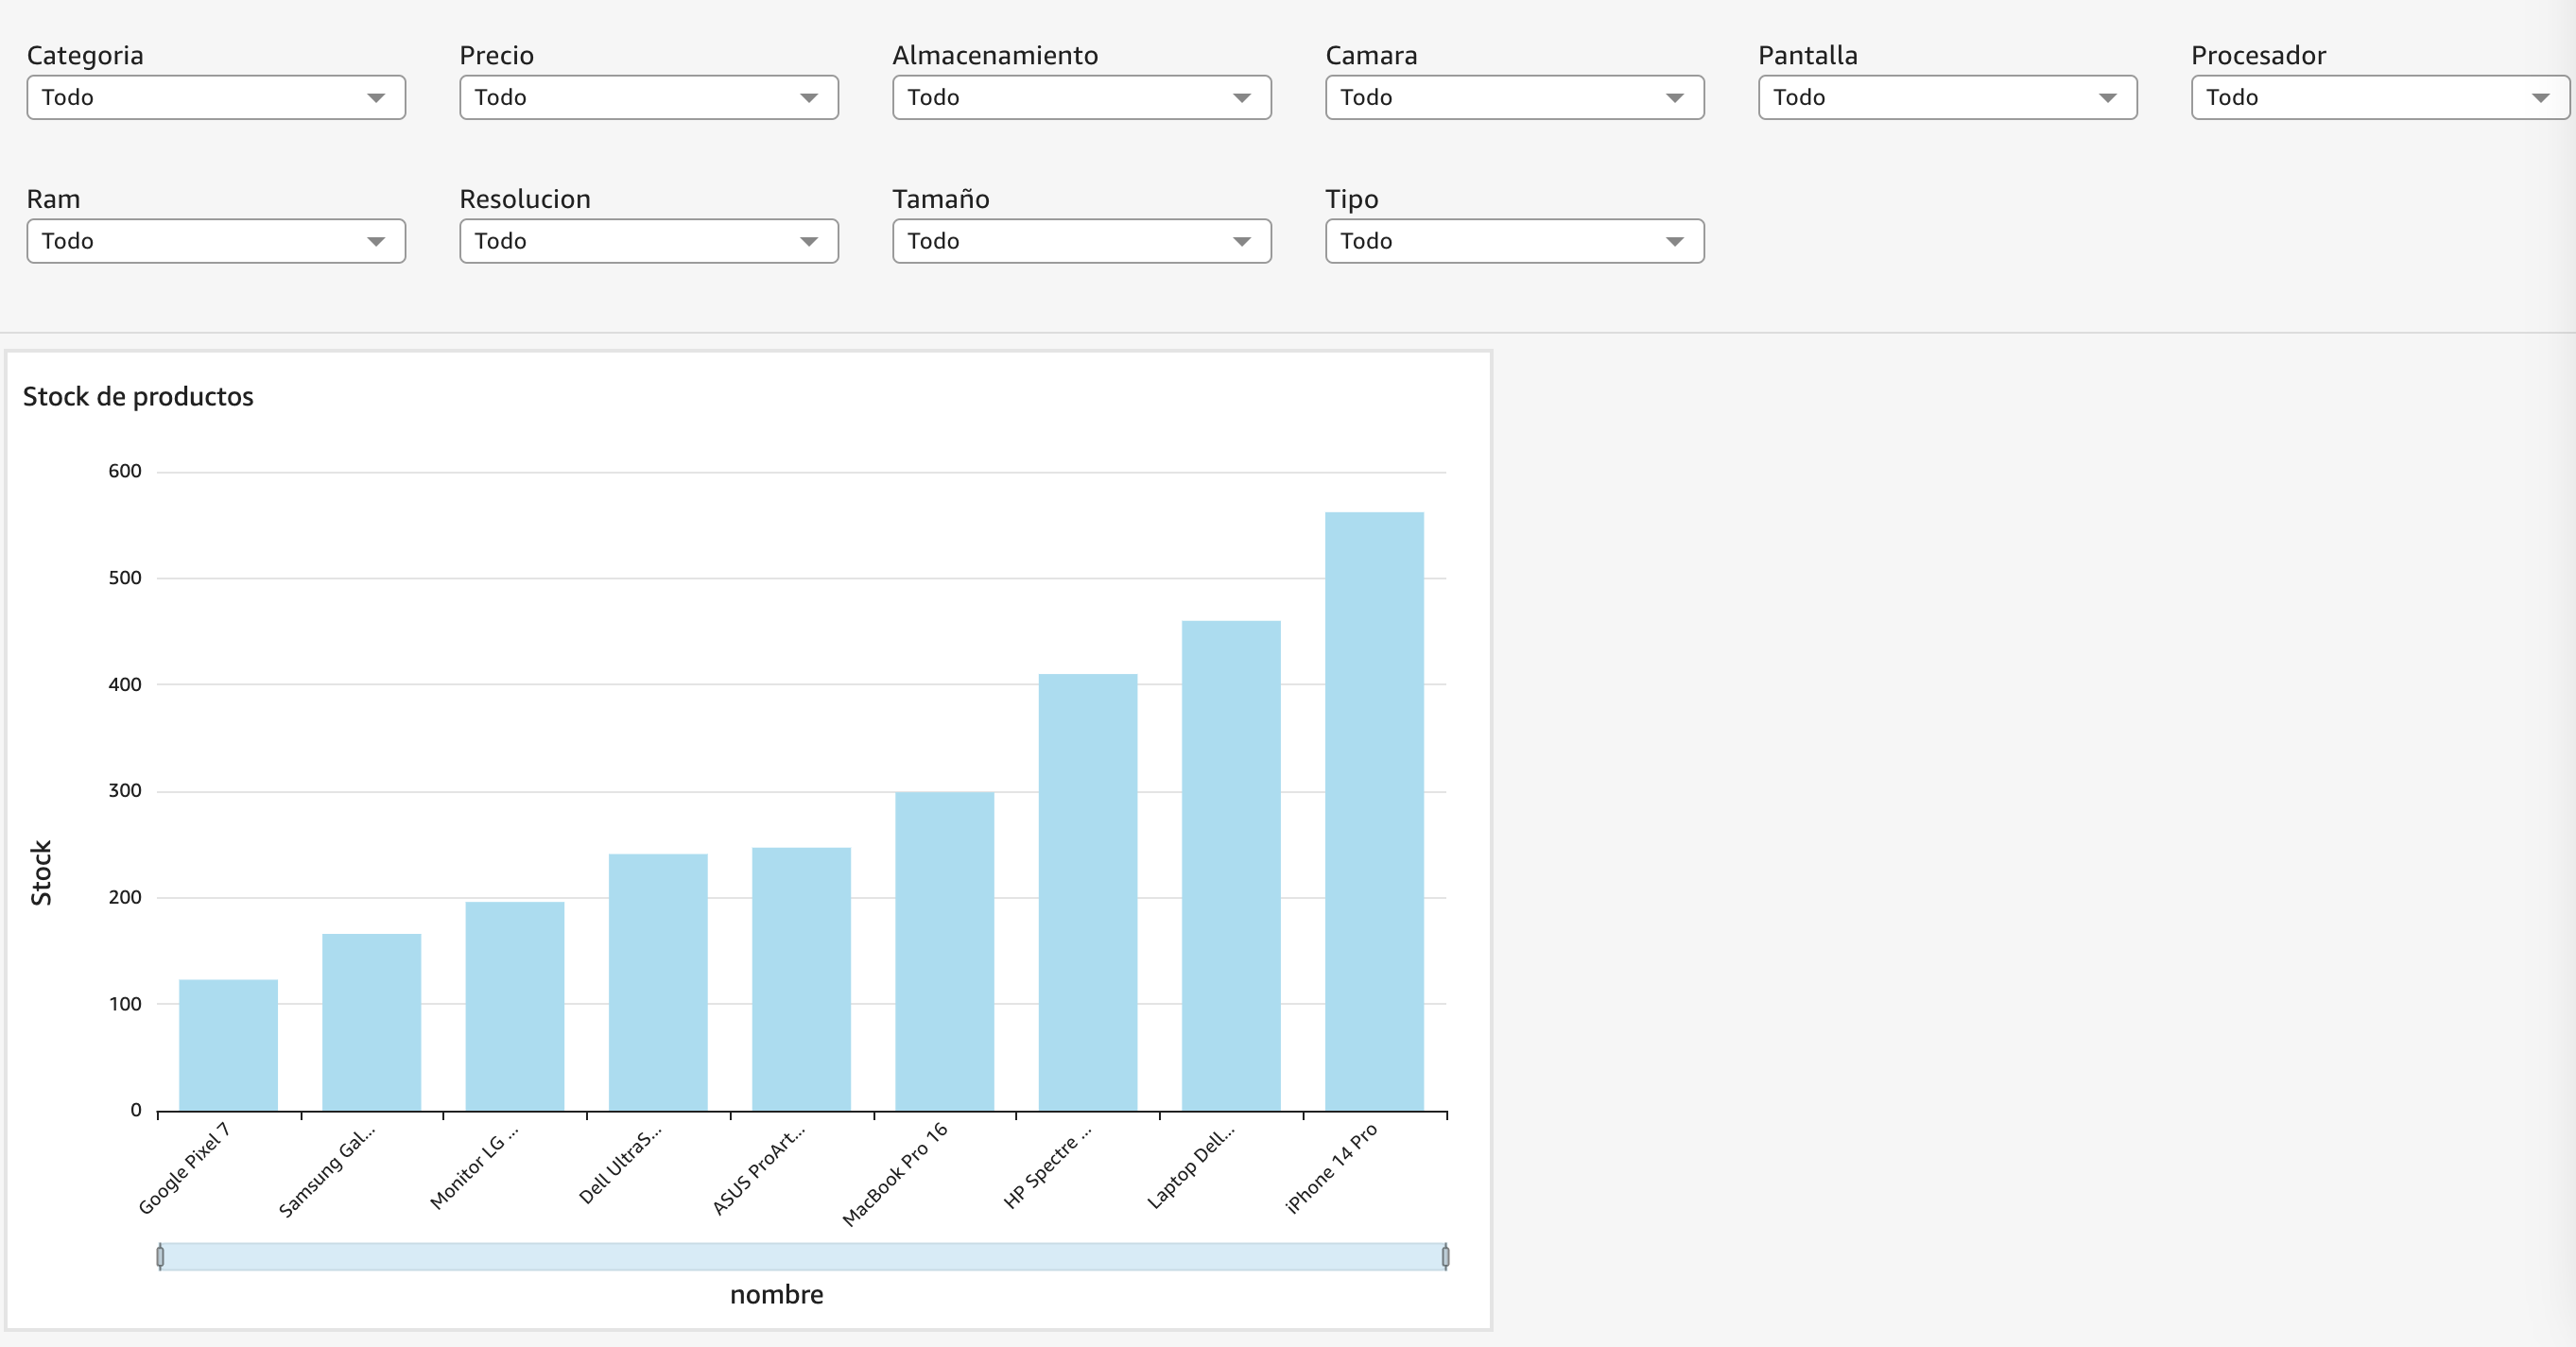 Categoria Precio Almacenamiento Camara Pantalla Procesador
Todo Todo Todo Todo Todo Todo
Ram Resolucion Tamaño Tipo
Todo Todo Todo Todo
Stock de productos
600
500
400
300
200
100
0
Stock
Google Pixel 7
Samsung Gal...
Monitor LG ...
Dell UltraS...
ASUS ProArt...
MacBook Pro 16
HP Spectre ...
Laptop Dell...
iPhone 14 Pro
nombre